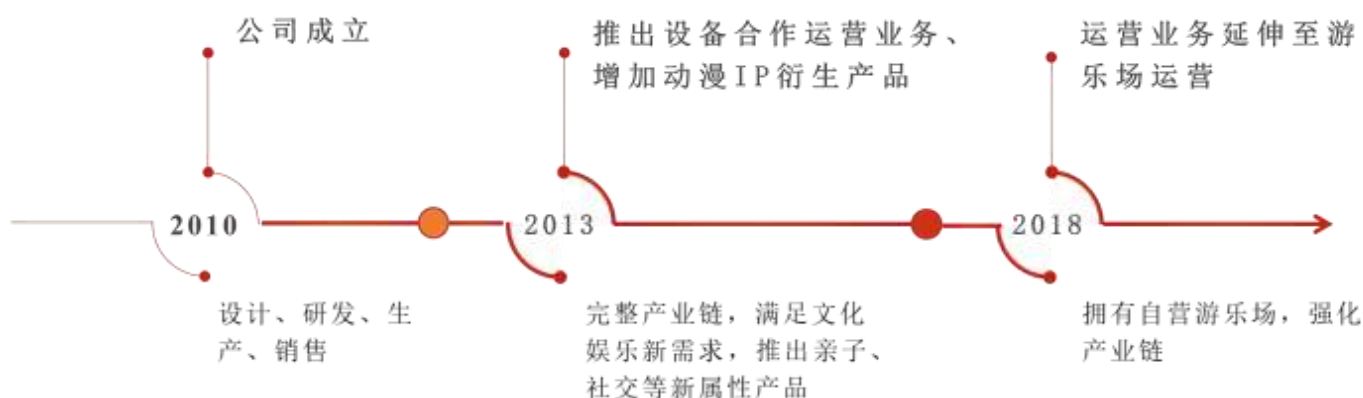 公司成立
推出设备合作运营业务、
增加动漫IP衍生产品
运营业务延伸至游
乐场运营
2010
2013
2018
设计、研发、生
产、销售
完整产业链，满足文化
娱乐新需求，推出亲子、
社交等新属性产品
拥有自营游乐场，强化
产业链